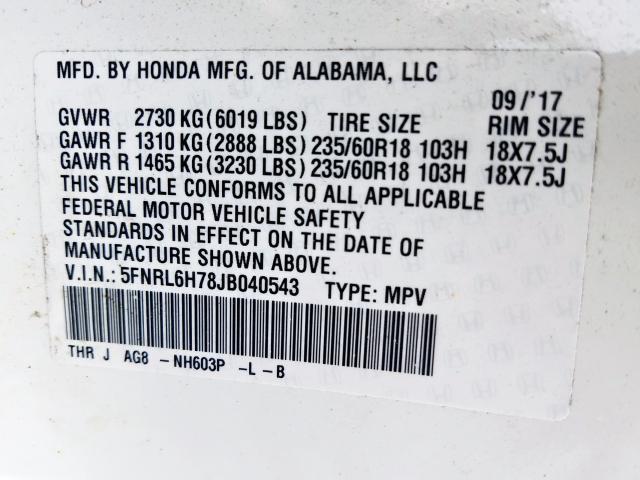 MFD. BY HONDA MFG. OF ALABAMA, LLC
09/'17
GVWR 2730 KG(6019 LBS) TIRE SIZE RIM SIZE
GAWR F 1310 KG(2888 LBS) 235/60R18 103H 18X7.5J
GAWR R 1465 KG(3230 LBS) 235/60R18 103H 18X7.5J
THIS VEHICLE CONFORMS TO ALL APPLICABLE
FEDERAL MOTOR VEHICLE SAFETY
STANDARDS IN EFFECT ON THE DATE OF
MANUFACTURE SHOWN ABOVE.
V.I.N.: 5FNRL6H78JB040543 TYPE: MPV
THR J AG8 -NH603P -L-B